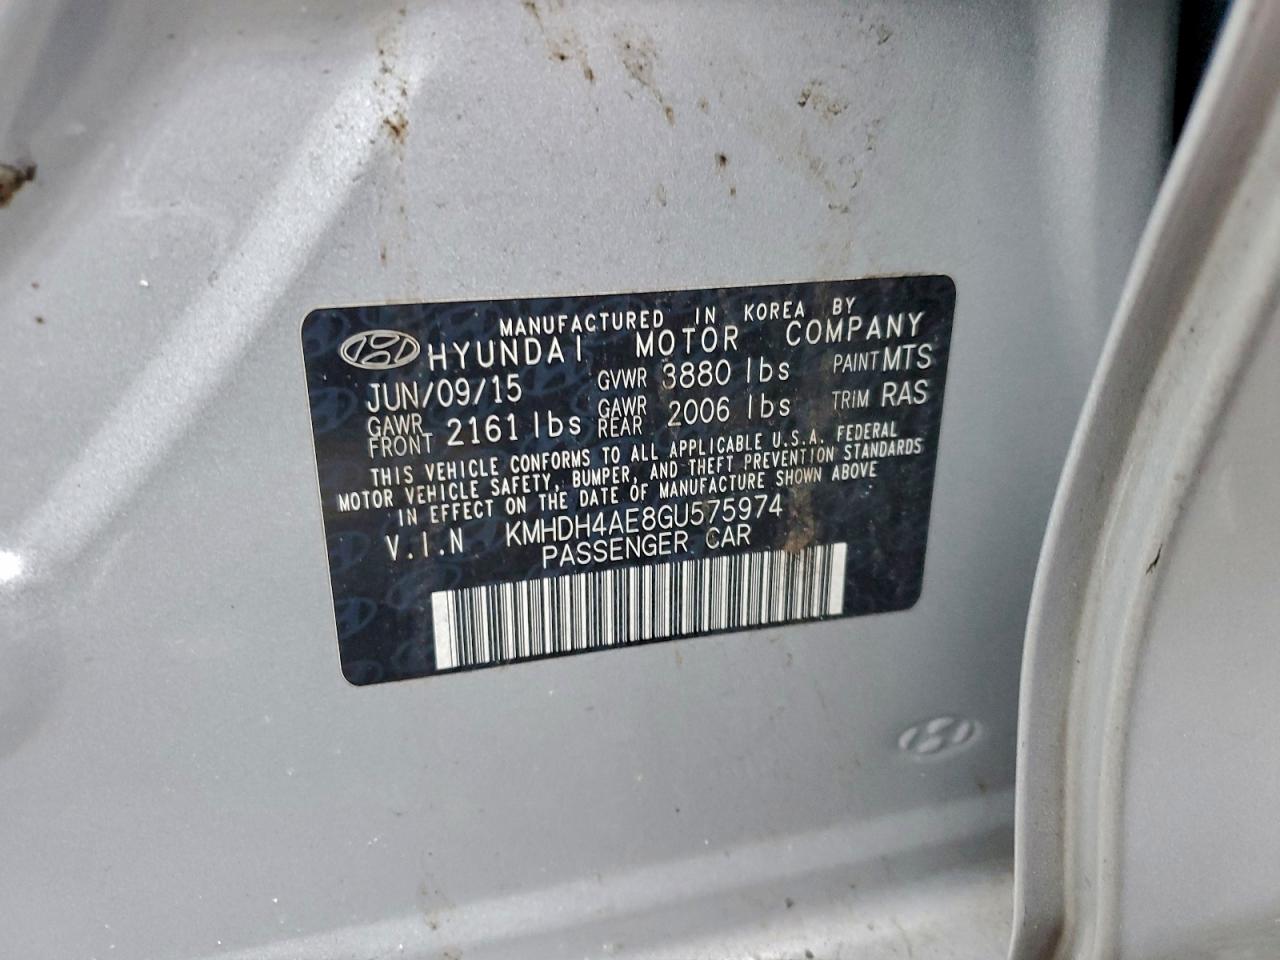 MANUFACTURED IN KOREA BY
HYUNDAI MOTOR COMPANY
JUN/09/15 GVWR 3880 lbs PAINT MTS
GAWR FRONT 2161 lbs GAWR REAR 2006 lbs TRIM RAS
THIS VEHICLE CONFORMS TO ALL APPLICABLE U.S.A. FEDERAL
MOTOR VEHICLE SAFETY, BUMPER, AND THEFT PREVENTION STANDARDS
IN EFFECT ON THE DATE OF MANUFACTURE SHOWN ABOVE
V.I.N KMHDH4AE8GU575974
PASSENGER CAR